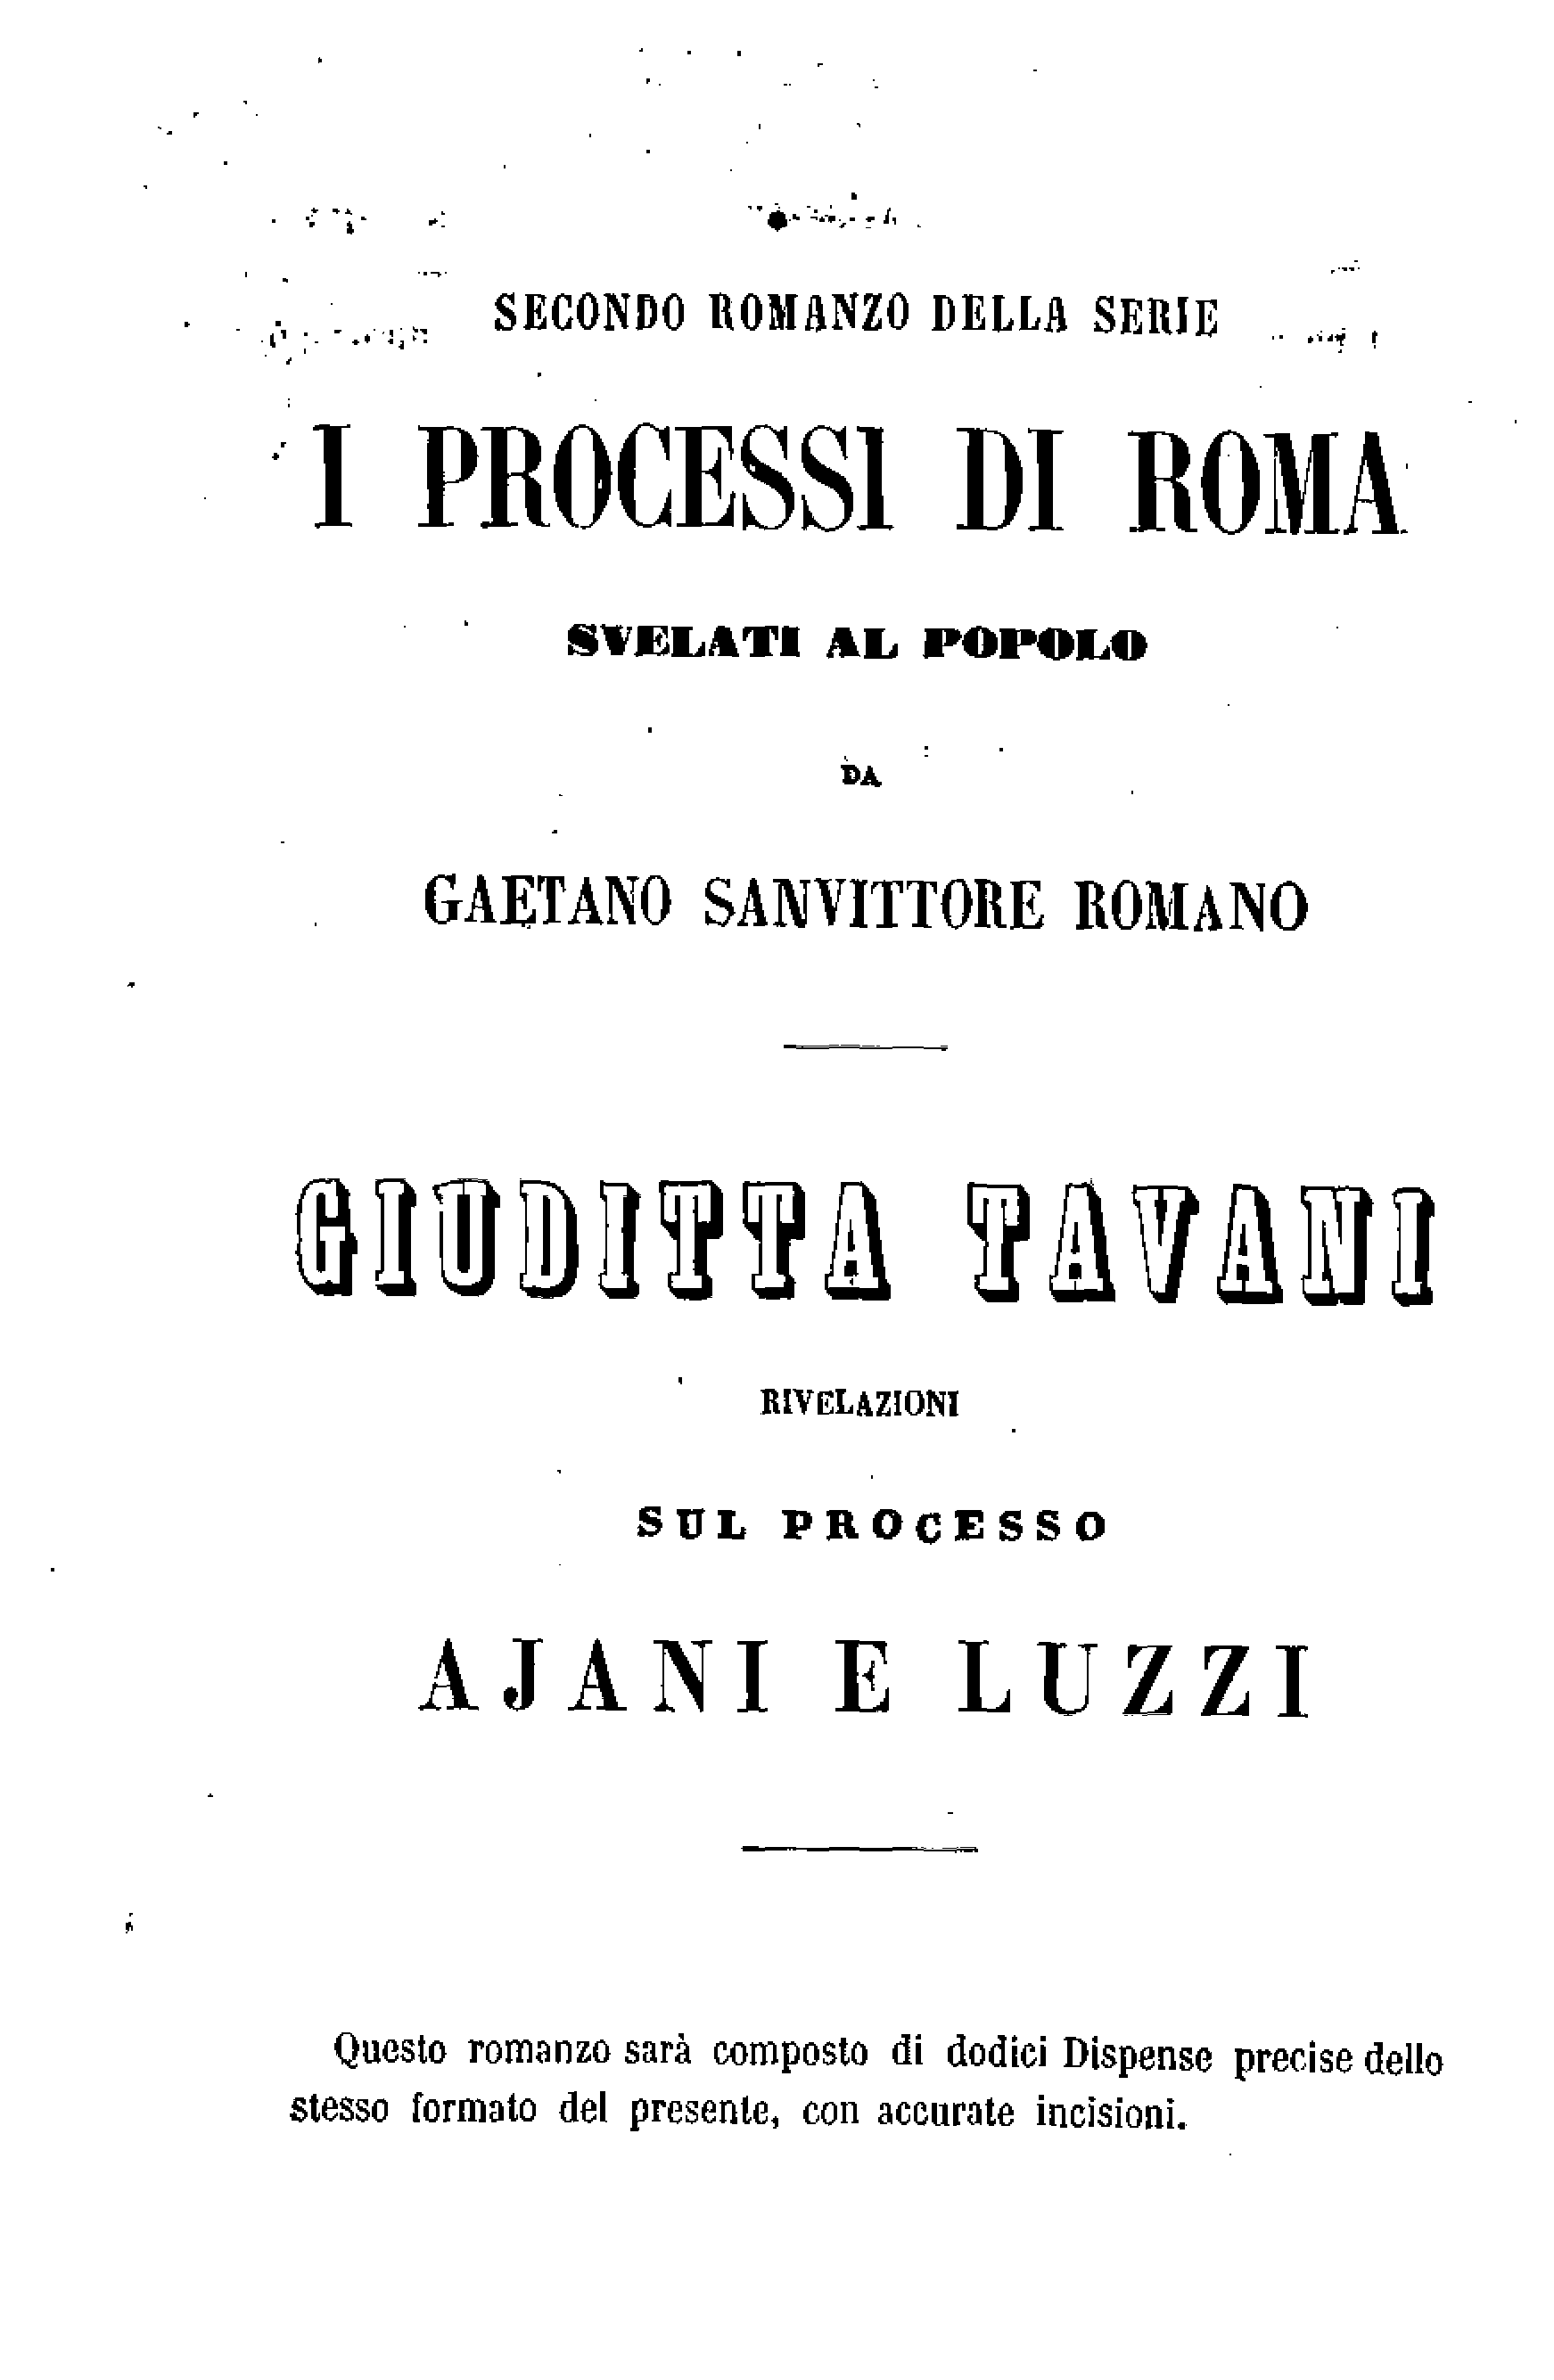 SECONDO ROMANZO DELLA SERIE
I PROCESSI DI ROMA
SVELATI AL POPOLO
DA
GAETANO SANVITTORE ROMANO
GIUDITTA TAVANI
RIVELAZIONI
SUL PROCESSO
AJANI E LUZZI
Questo romanzo sarà composto di dodici Dispense precise dello
stesso formato del presente, con accurate incisioni.